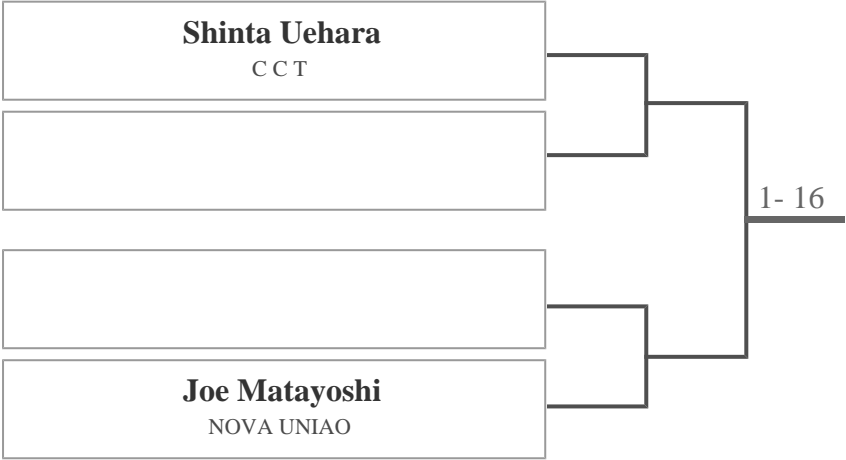 Shinta Uehara
C C T
1- 16
Joe Matayoshi
NOVA UNIAO